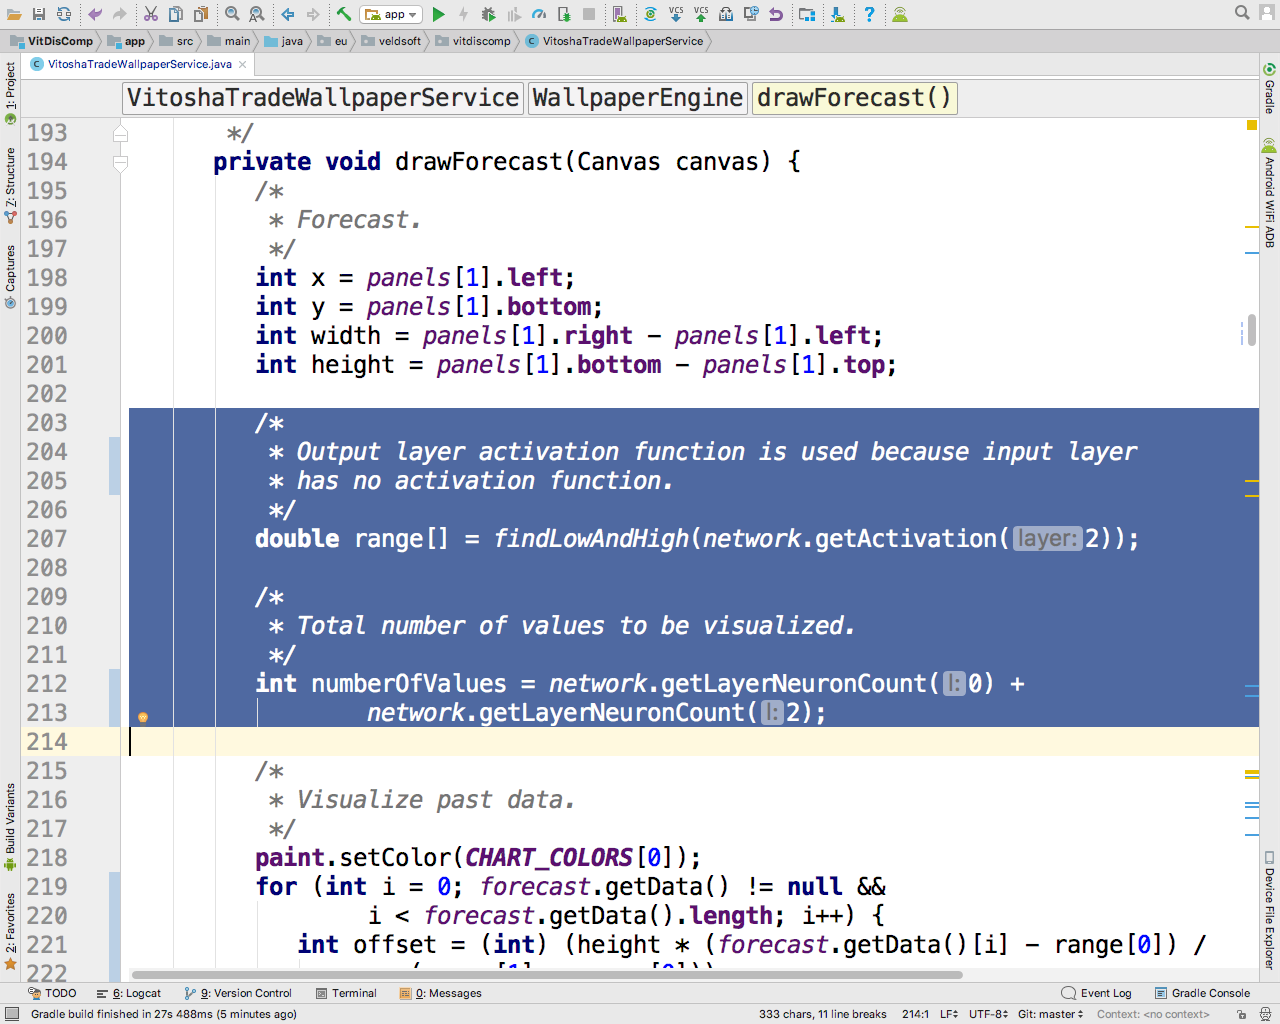 app
VitDisComp app src main java eu veldsoft vitdiscomp VitoshaTradeWallpaperService
VitoshaTradeWallpaperService.java
VitoshaTradeWallpaperService WallpaperEngine drawForecast()
193 */
194 private void drawForecast(Canvas canvas) {
195 /*
196 * Forecast.
197 */
198 int x = panels[1].left;
199 int y = panels[1].bottom;
200 int width = panels[1].right - panels[1].left;
201 int height = panels[1].bottom - panels[1].top;
202
203 /*
204 * Output layer activation function is used because input layer
205 * has no activation function.
206 */
207 double range[] = findLowAndHigh(network.getActivation( layer: 2));
208
209 /*
210 * Total number of values to be visualized.
211 */
212 int numberOfValues = network.getLayerNeuronCount( l: 0) +
213 network.getLayerNeuronCount( l: 2);
214
215 /*
216 * Visualize past data.
217 */
218 paint.setColor(CHART_COLORS[0]);
219 for (int i = 0; forecast.getData() != null &&
220 i < forecast.getData().length; i++) {
221 int offset = (int) (height * (forecast.getData()[i] - range[0]) /
222
1: Project
7: Structure
Captures
Build Variants
2: Favorites
Gradle
Android WiFi ADB
Device File Explorer
TODO 6: Logcat 9: Version Control Terminal 0: Messages Event Log Gradle Console
Gradle build finished in 27s 488ms (5 minutes ago) 333 chars, 11 line breaks 214:1 LF UTF-8 Git: master Context: <no context>